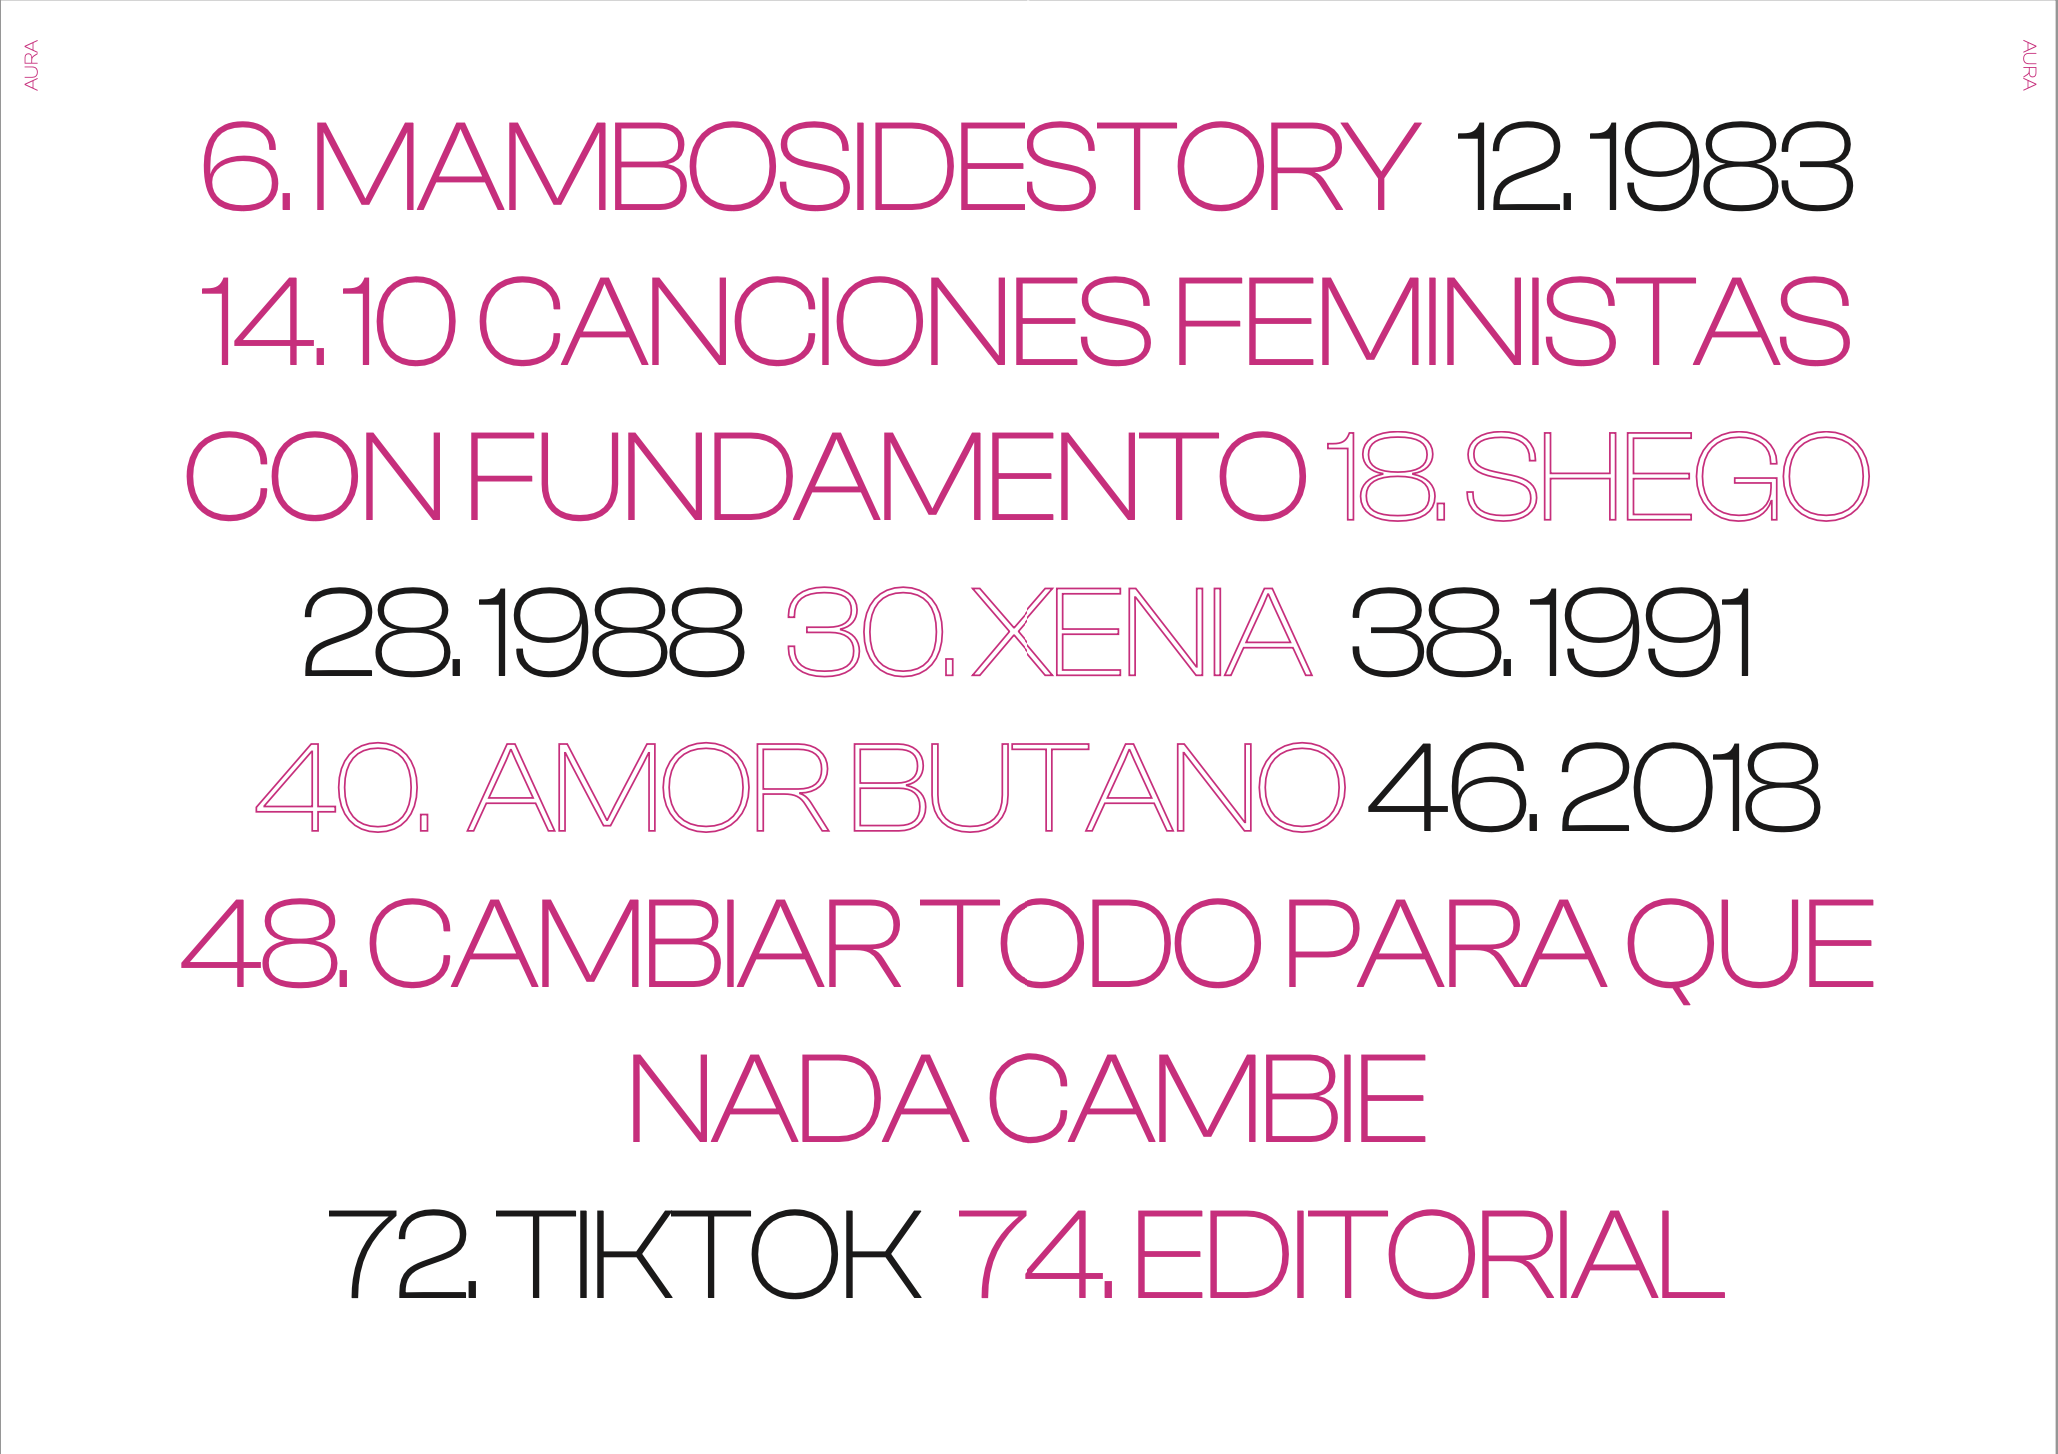 AURA
AURA
6. MAMBOSIDESTORY 12. 1983
14. 10 CANCIONES FEMINISTAS
CON FUNDAMENTO 18. SHEGO
28. 1988 30. XENIA 38. 1991
40. AMOR BUTANO 46. 2018
48. CAMBIAR TODO PARA QUE
NADA CAMBIE
72. TIKTOK 74. EDITORIAL